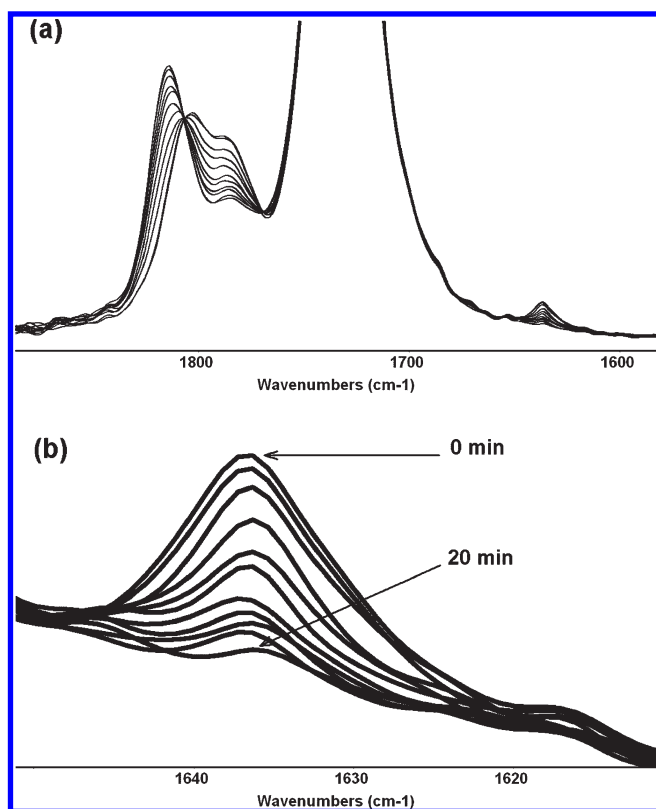 (a)
1800 1700 1600
Wavenumbers (cm-1)
(b)
0 min
20 min
1640 1630 1620
Wavenumbers (cm-1)